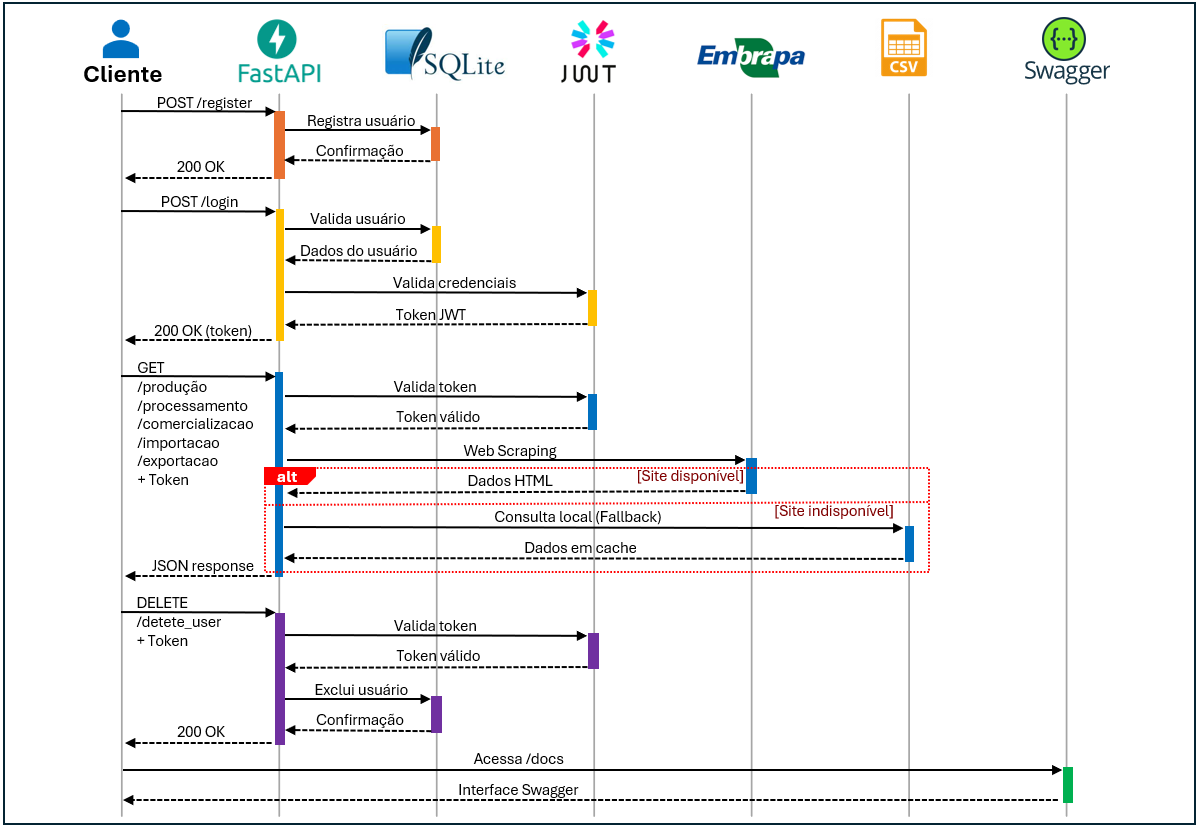 Cliente
FastAPI
SQLite
JWT
Embrapa
CSV
Swagger
POST /register
Registra usuário
Confirmação
200 OK
POST /login
Valida usuário
Dados do usuário
Valida credenciais
Token JWT
200 OK (token)
GET
/produção
/processamento
/comercializacao
/importacao
/exportacao
+ Token
Valida token
Token válido
Web Scraping
alt
[Site disponível]
Dados HTML
[Site indisponível]
Consulta local (Fallback)
Dados em cache
JSON response
DELETE
/detete_user
+ Token
Valida token
Token válido
Exclui usuário
Confirmação
200 OK
Acessa /docs
Interface Swagger